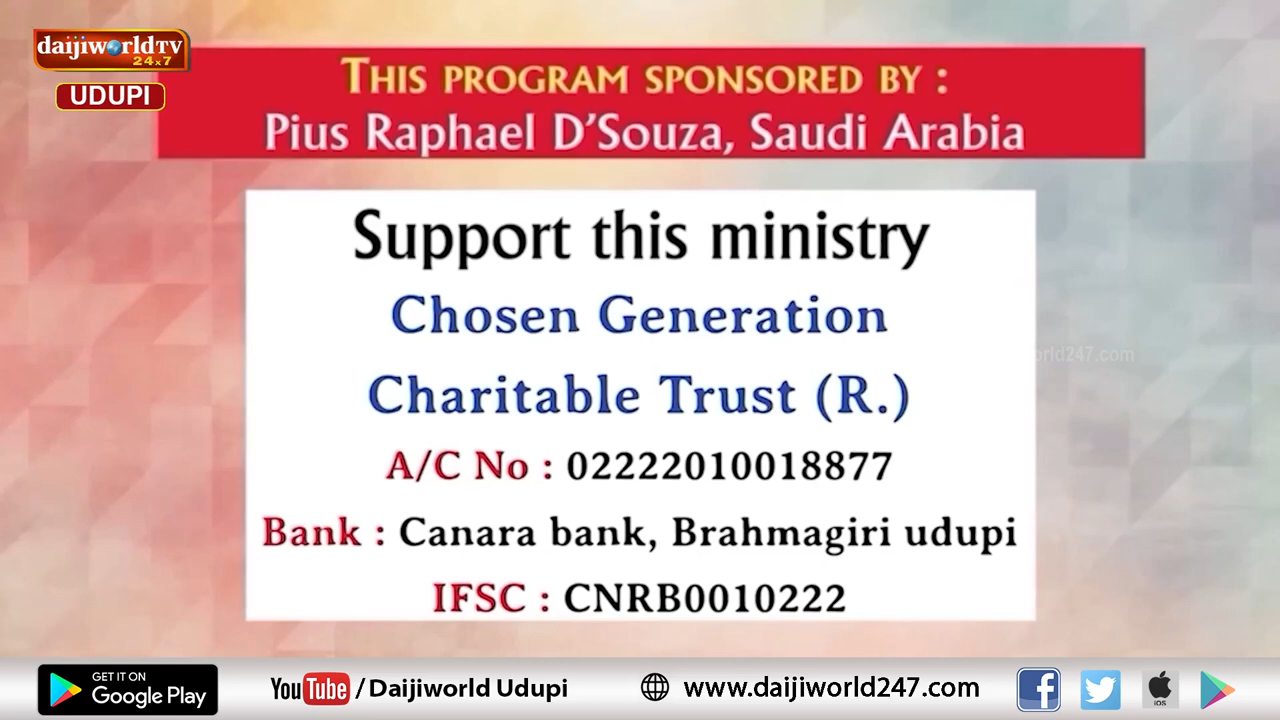 daijiworldTV
24x7
UDUPI
THIS PROGRAM SPONSORED BY :
Pius Raphael D'Souza, Saudi Arabia
Support this ministry
Chosen Generation
Charitable Trust (R.)
A/C No : 02222010018877
Bank : Canara bank, Brahmagiri udupi
IFSC : CNRB0010222
orld247.com
GET IT ON
Google Play
YouTube /Daijiworld Udupi
www.daijiworld247.com
iOS